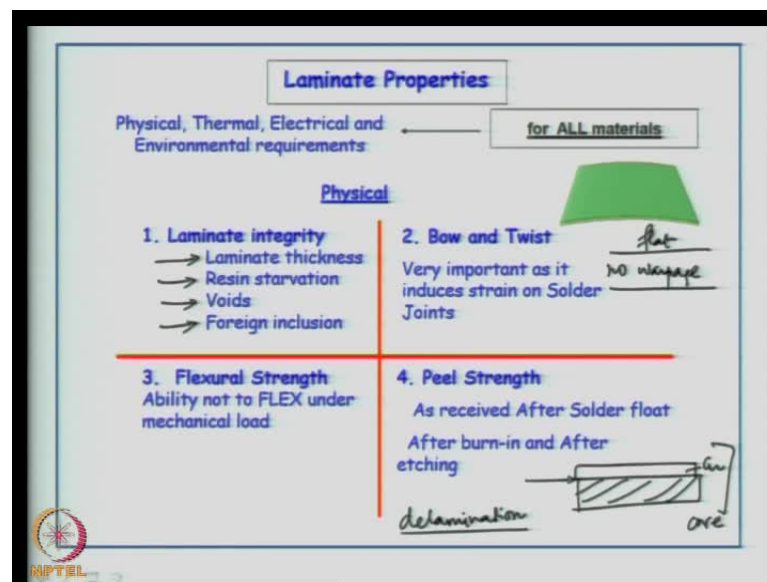 Laminate Properties
Physical, Thermal, Electrical and
Environmental requirements
for ALL materials
Physical
1. Laminate integrity
Laminate thickness
Resin starvation
Voids
Foreign inclusion
2. Bow and Twist
Very important as it
induces strain on Solder
Joints
flat
no warpage
3. Flexural Strength
Ability not to FLEX under
mechanical load
4. Peel Strength
As received After Solder float
After burn-in and After
etching
Cu
core
delamination
NPTEL